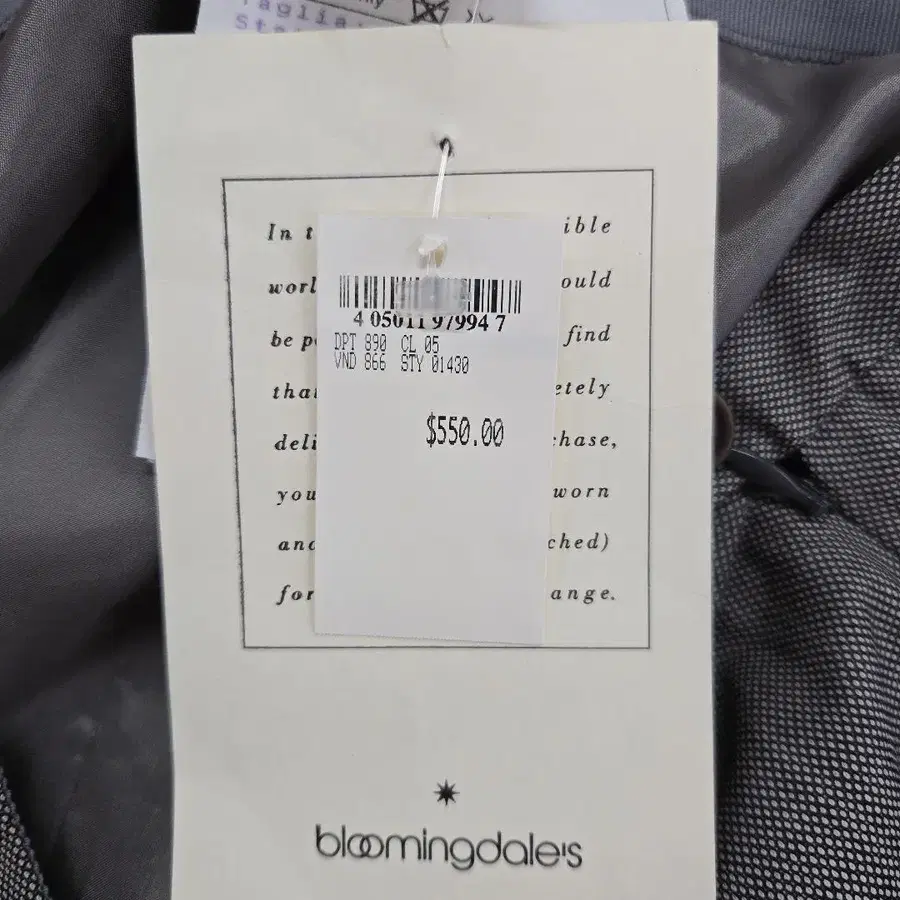 Taglia
In t ible
worl ould
4 05011 97994 7
be p find
DPT 890 CL 05
VND 866 STY 01430
that etely
$550.00
deli chase,
you worn
and ched)
for ange.
bloomingdale's